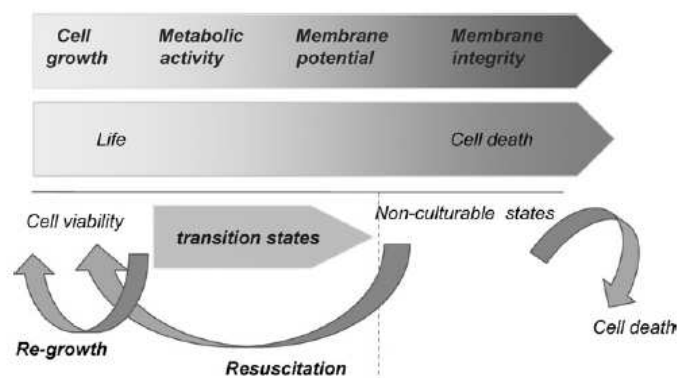 Cell growth
Metabolic activity
Membrane potential
Membrane integrity
Life
Cell death
Cell viability
transition states
Non-culturable states
Cell death
Re-growth
Resuscitation